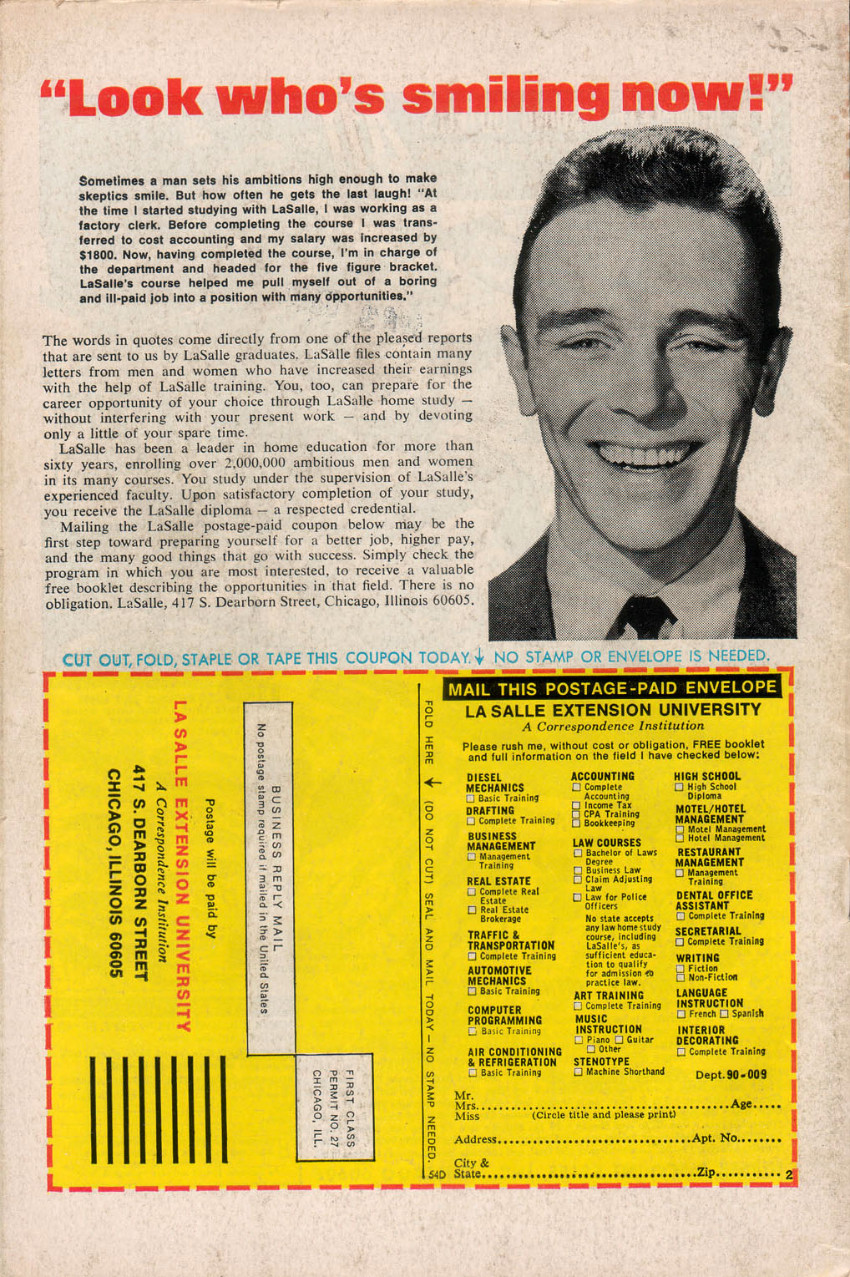 “Look who’s smiling now!”
Sometimes a man sets his ambitions high enough to make
skeptics smile. But how often he gets the last laugh! "At
the time I started studying with LaSalle, I was working as a
factory clerk. Before completing the course I was trans-
ferred to cost accounting and my salary was increased by
$1800. Now, having completed the course, I'm in charge of
the department and headed for the five figure bracket.
LaSalle's course helped me pull myself out of a boring
and ill-paid job into a position with many opportunities."
The words in quotes come directly from one of the pleased reports
that are sent to us by LaSalle graduates. LaSalle files contain many
letters from men and women who have increased their earnings
with the help of LaSalle training. You, too, can prepare for the
career opportunity of your choice through LaSalle home study —
without interfering with your present work — and by devoting
only a little of your spare time.
LaSalle has been a leader in home education for more than
sixty years, enrolling over 2,000,000 ambitious men and women
in its many courses. You study under the supervision of LaSalle's
experienced faculty. Upon satisfactory completion of your study,
you receive the LaSalle diploma — a respected credential.
Mailing the LaSalle postage-paid coupon below may be the
first step toward preparing yourself for a better job, higher pay,
and the many good things that go with success. Simply check the
program in which you are most interested, to receive a valuable
free booklet describing the opportunities in that field. There is no
obligation. LaSalle, 417 S. Dearborn Street, Chicago, Illinois 60605.
CUT OUT, FOLD, STAPLE OR TAPE THIS COUPON TODAY.↓ NO STAMP OR ENVELOPE IS NEEDED.
BUSINESS REPLY MAIL
No postage stamp required if mailed in the United States
FIRST CLASS
PERMIT NO. 27
CHICAGO, ILL.
Postage will be paid by
LA SALLE EXTENSION UNIVERSITY
A Correspondence Institution
417 S. DEARBORN STREET
CHICAGO, ILLINOIS 60605
FOLD HERE ↓ (DO NOT CUT) SEAL AND MAIL TODAY — NO STAMP NEEDED.
54D
MAIL THIS POSTAGE-PAID ENVELOPE
LA SALLE EXTENSION UNIVERSITY
A Correspondence Institution
Please rush me, without cost or obligation, FREE booklet
and full information on the field I have checked below:
DIESEL
MECHANICS
☐ Basic Training
DRAFTING
☐ Complete Training
BUSINESS
MANAGEMENT
☐ Management
Training
REAL ESTATE
☐ Complete Real
Estate
☐ Real Estate
Brokerage
TRAFFIC &
TRANSPORTATION
☐ Complete Training
AUTOMOTIVE
MECHANICS
☐ Basic Training
COMPUTER
PROGRAMMING
☐ Basic Training
AIR CONDITIONING
& REFRIGERATION
☐ Basic Training
ACCOUNTING
☐ Complete
Accounting
☐ Income Tax
☐ CPA Training
☐ Bookkeeping
LAW COURSES
☐ Bachelor of Laws
Degree
☐ Business Law
☐ Claim Adjusting
Law
☐ Law for Police
Officers
No state accepts
any law home study
course, including
LaSalle's, as
sufficient educa-
tion to qualify
for admission to
practice law.
ART TRAINING
☐ Complete Training
MUSIC
INSTRUCTION
☐ Piano ☐ Guitar
☐ Other
STENOTYPE
☐ Machine Shorthand
HIGH SCHOOL
☐ High School
Diploma
MOTEL/HOTEL
MANAGEMENT
☐ Motel Management
☐ Hotel Management
RESTAURANT
MANAGEMENT
☐ Management
Training
DENTAL OFFICE
ASSISTANT
☐ Complete Training
SECRETARIAL
☐ Complete Training
WRITING
☐ Fiction
☐ Non-Fiction
LANGUAGE
INSTRUCTION
☐ French ☐ Spanish
INTERIOR
DECORATING
☐ Complete Training
Dept. 90-009
Mr.
Mrs. Age
Miss (Circle title and please print)
Address Apt. No.
City &
State Zip 2